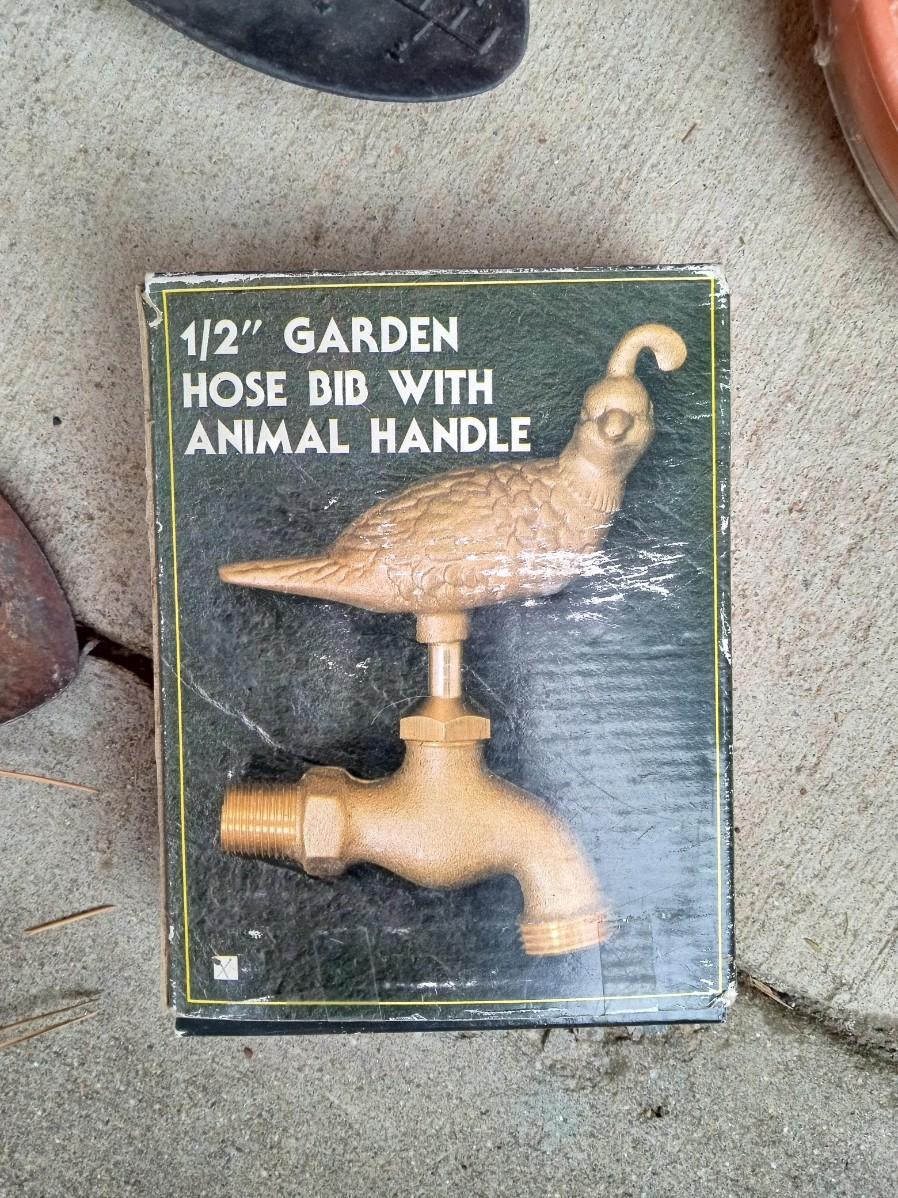 1/2" GARDEN
HOSE BIB WITH
ANIMAL HANDLE